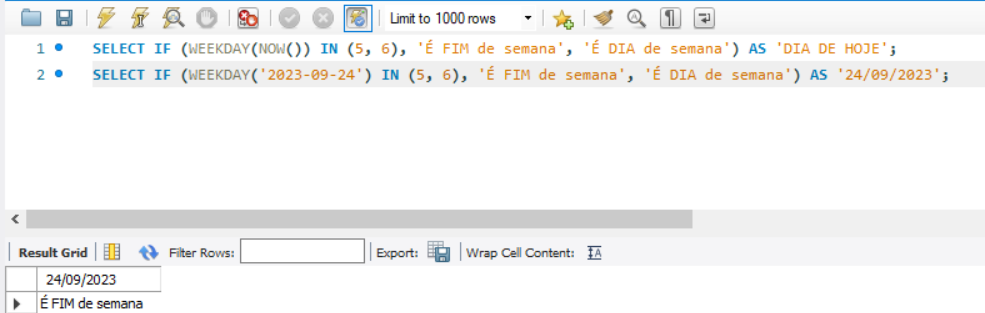 Limit to 1000 rows
1 SELECT IF (WEEKDAY(NOW()) IN (5, 6), 'É FIM de semana', 'É DIA de semana') AS 'DIA DE HOJE';
2 SELECT IF (WEEKDAY('2023-09-24') IN (5, 6), 'É FIM de semana', 'É DIA de semana') AS '24/09/2023';
Result Grid Filter Rows: Export: Wrap Cell Content: IA
24/09/2023
É FIM de semana